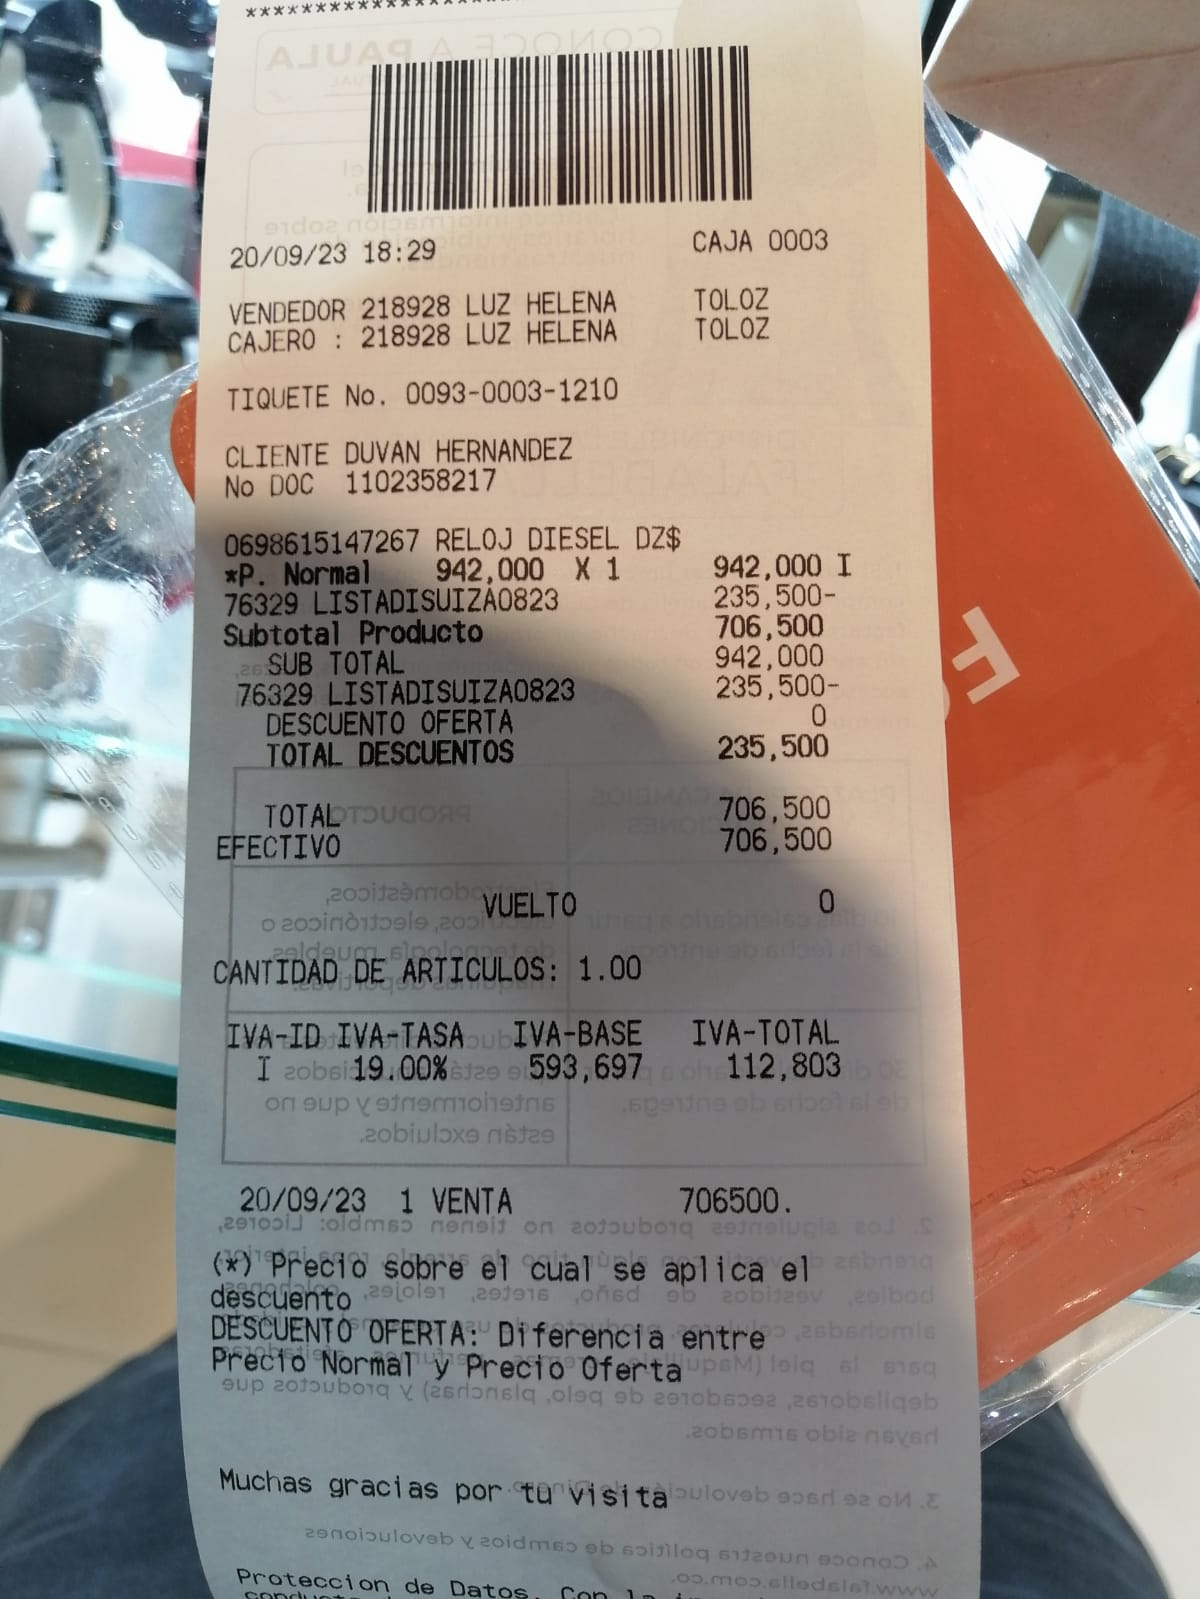 ********************
20/09/23 18:29 CAJA 0003
VENDEDOR 218928 LUZ HELENA TOLOZ
CAJERO : 218928 LUZ HELENA TOLOZ
TIQUETE No. 0093-0003-1210
CLIENTE DUVAN HERNANDEZ
No DOC 1102358217
0698615147267 RELOJ DIESEL DZ$
*P. Normal 942,000 X 1 942,000 I
76329 LISTADISUIZA0823 235,500-
Subtotal Producto 706,500
SUB TOTAL 942,000
76329 LISTADISUIZA0823 235,500-
DESCUENTO OFERTA 0
TOTAL DESCUENTOS 235,500
TOTAL 706,500
EFECTIVO 706,500
VUELTO 0
CANTIDAD DE ARTICULOS: 1.00
IVA-ID IVA-TASA IVA-BASE IVA-TOTAL
I 19.00% 593,697 112,803
20/09/23 1 VENTA 706500.
(*) Precio sobre el cual se aplica el
descuento
DESCUENTO OFERTA: Diferencia entre
Precio Normal y Precio Oferta
Muchas gracias por tu visita
Proteccion de Datos. Con la